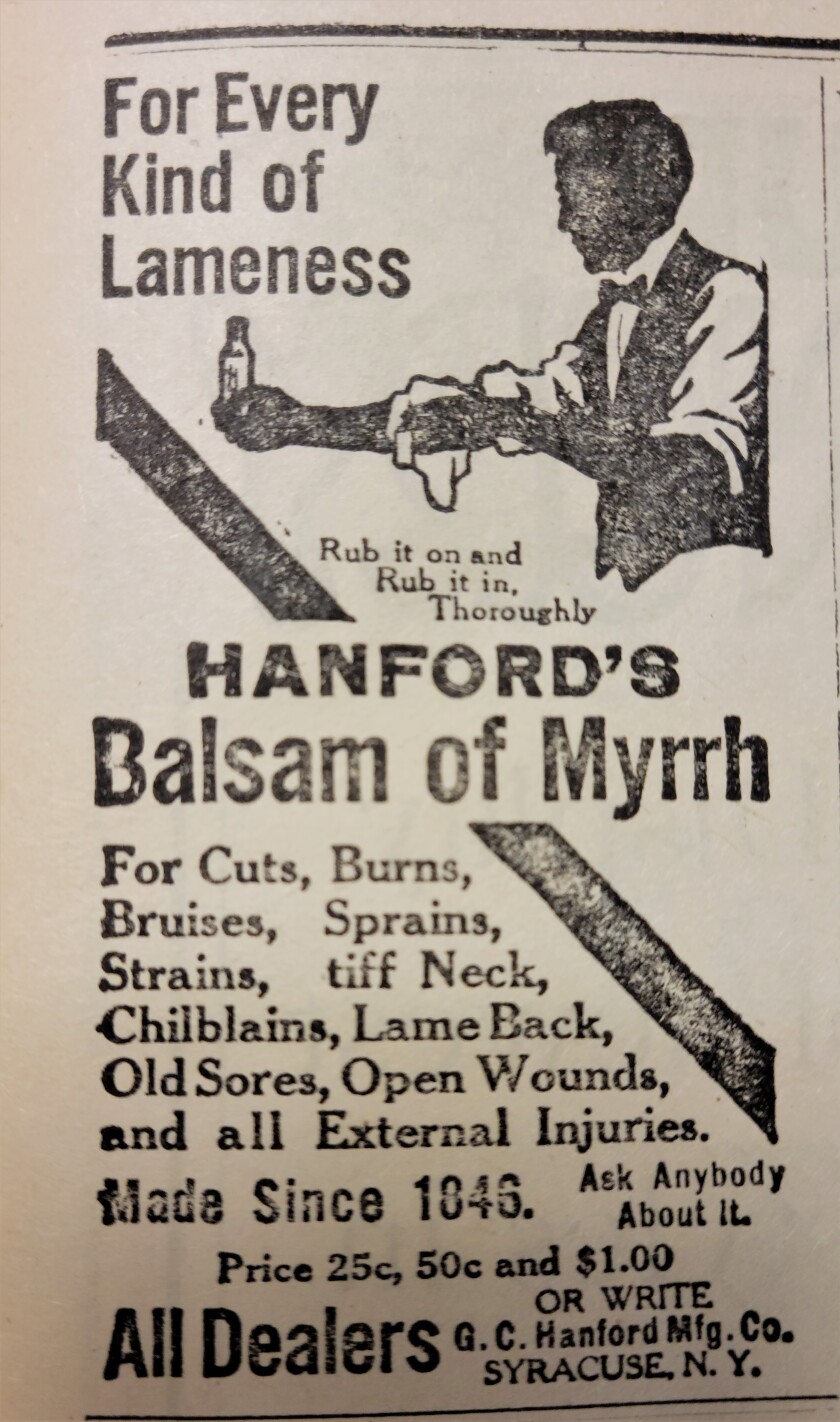 For Every
Kind of
Lameness
Rub it on and
Rub it in,
Thoroughly
HANFORD'S
Balsam of Myrrh
For Cuts, Burns,
Bruises, Sprains,
Strains, tiff Neck,
Chilblains, Lame Back,
Old Sores, Open Wounds,
and all External Injuries.
Made Since 1846.
Ask Anybody
About It.
Price 25c, 50c and $1.00
All Dealers
OR WRITE
G. C. Hanford Mfg. Co.
SYRACUSE, N. Y.